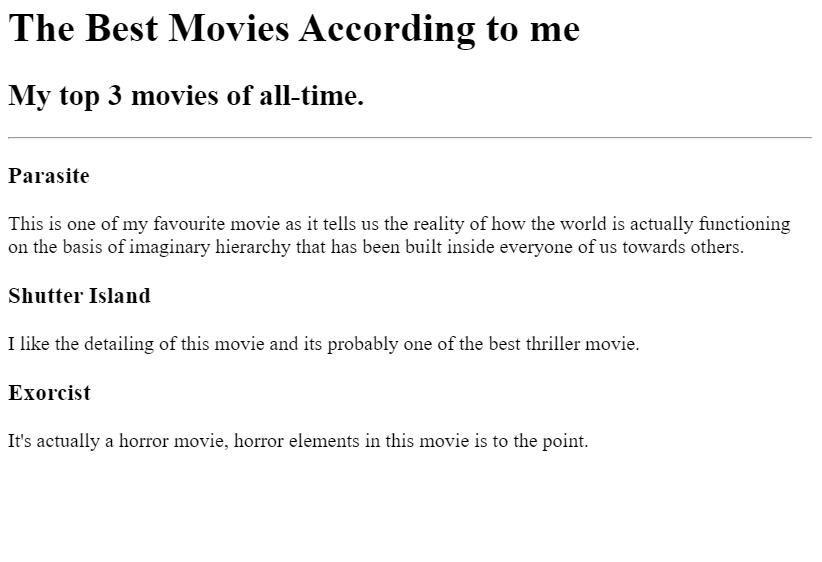 The Best Movies According to me
My top 3 movies of all-time.
Parasite
This is one of my favourite movie as it tells us the reality of how the world is actually functioning
on the basis of imaginary hierarchy that has been built inside everyone of us towards others.
Shutter Island
I like the detailing of this movie and its probably one of the best thriller movie.
Exorcist
It's actually a horror movie, horror elements in this movie is to the point.